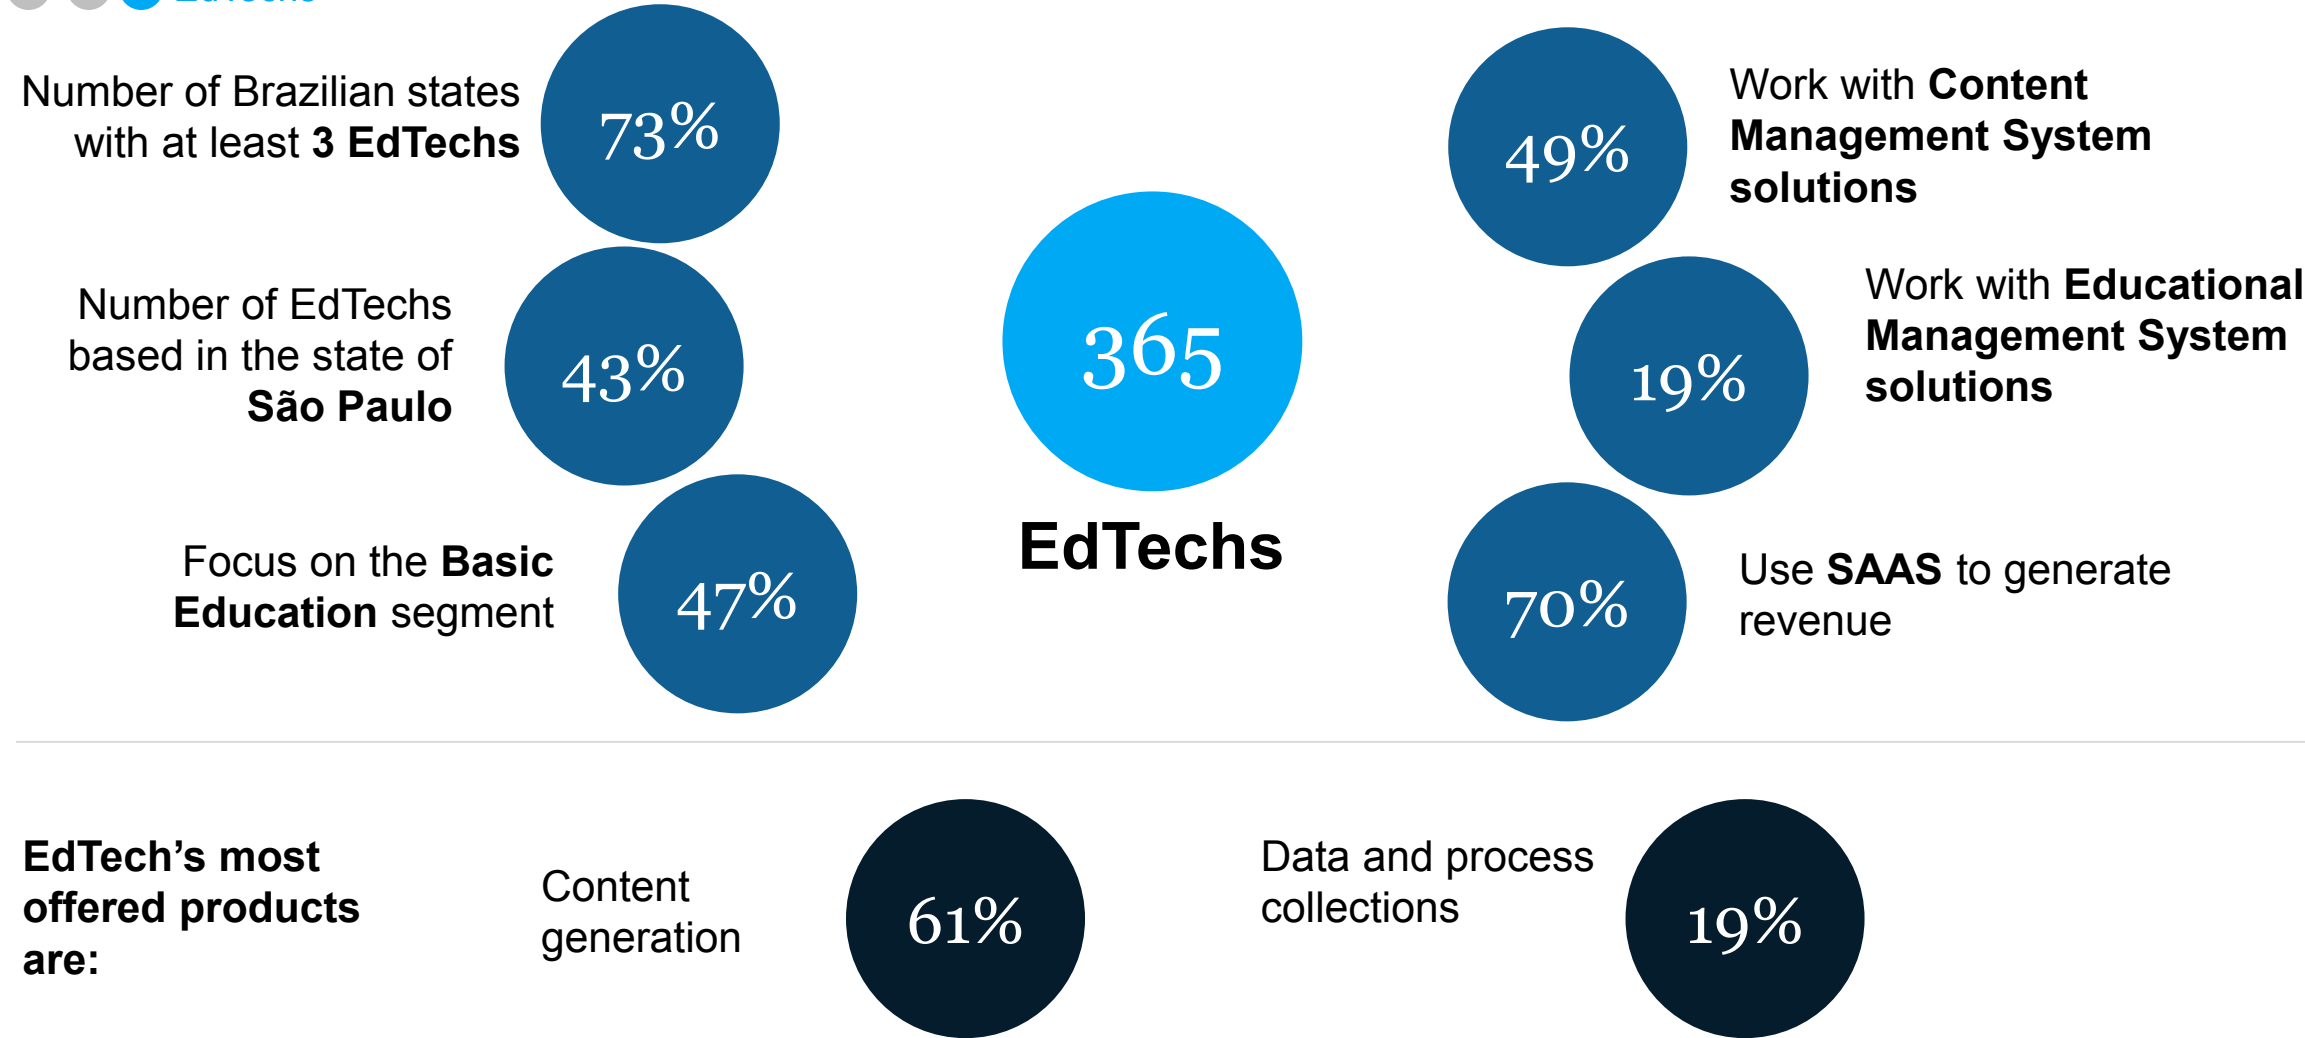 EdTechs
Number of Brazilian states
with at least 3 EdTechs
73%
Number of EdTechs
based in the state of
São Paulo
43%
Focus on the Basic
Education segment
47%
365
EdTechs
49%
Work with Content
Management System
solutions
19%
Work with Educational
Management System
solutions
70%
Use SAAS to generate
revenue
EdTech’s most
offered products
are:
Content
generation
61%
Data and process
collections
19%